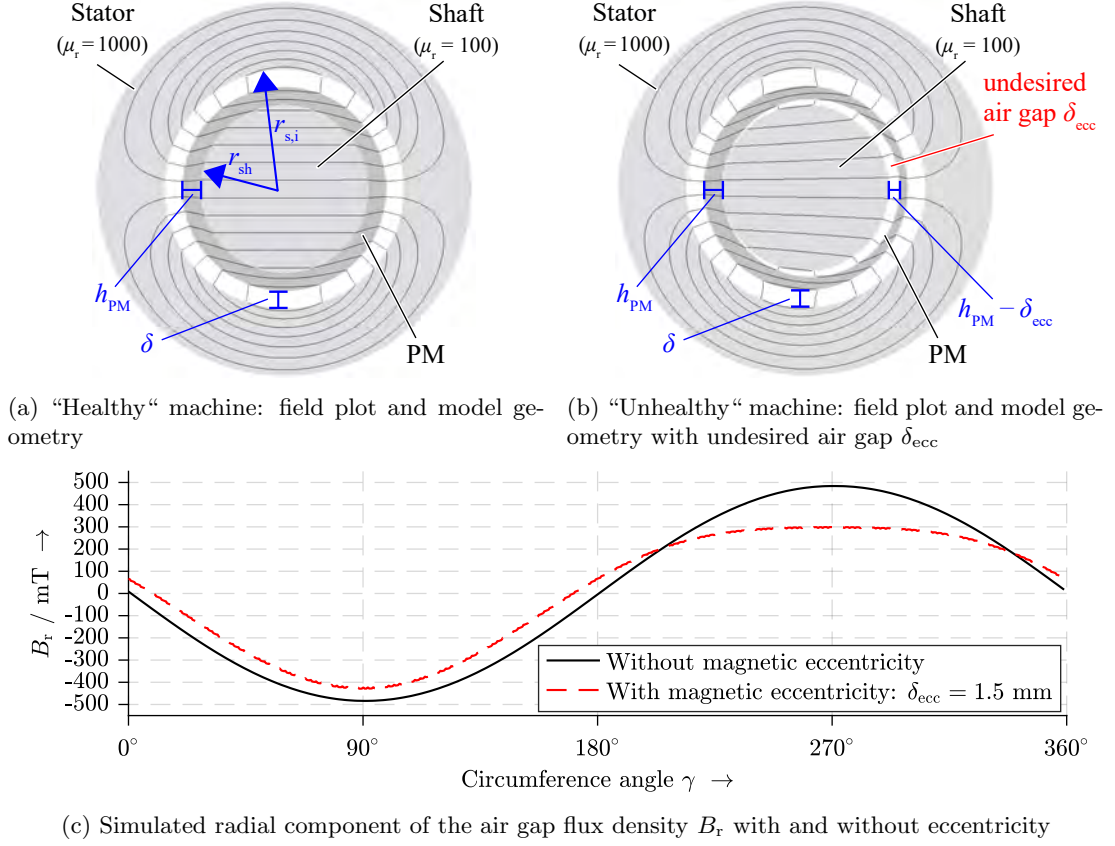 Stator
(μr = 1000)
Shaft
(μr = 100)
rs,i
rsh
hPM
δ
PM
Stator
(μr = 1000)
Shaft
(μr = 100)
undesired
air gap δecc
hPM
δ
PM
hPM − δecc
(a) “Healthy“ machine: field plot and model ge-
ometry
(b) “Unhealthy“ machine: field plot and model ge-
ometry with undesired air gap δecc
500
400
300
200
100
0
-100
-200
-300
-400
-500
Br / mT →
Without magnetic eccentricity
With magnetic eccentricity: δecc = 1.5 mm
0° 90° 180° 270° 360°
Circumference angle γ →
(c) Simulated radial component of the air gap flux density Br with and without eccentricity